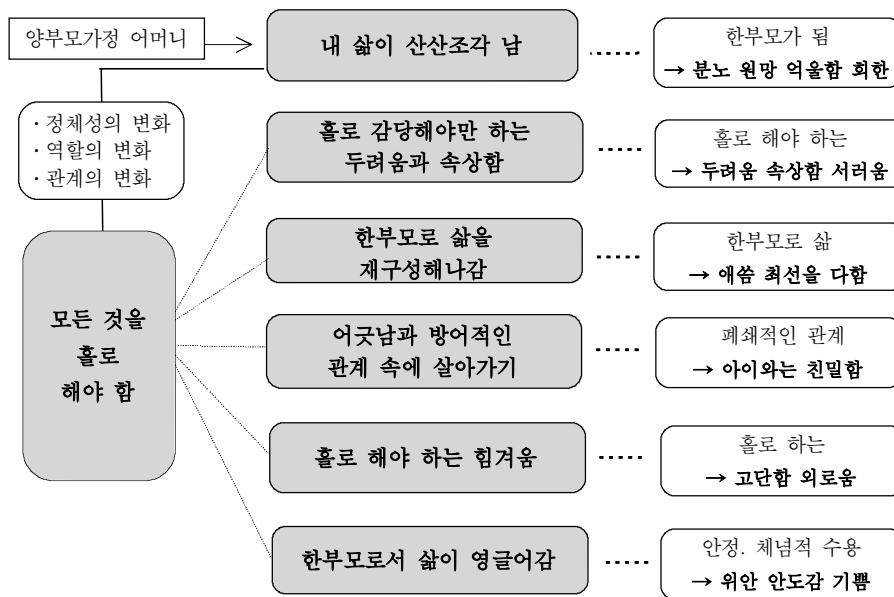 양부모가정 어머니
내 삶이 산산조각 남
한부모가 됨
→ 분노 원망 억울함 회한
· 정체성의 변화
· 역할의 변화
· 관계의 변화
홀로 감당해야만 하는
두려움과 속상함
홀로 해야 하는
→ 두려움 속상함 서러움
한부모로 삶을
재구성해나감
한부모로 삶
→ 애씀 최선을 다함
모든 것을
홀로
해야 함
어긋남과 방어적인
관계 속에 살아가기
폐쇄적인 관계
→ 아이와는 친밀함
홀로 해야 하는 힘겨움
홀로 하는
→ 고단함 외로움
한부모로서 삶이 영글어감
안정. 체념적 수용
→ 위안 안도감 기쁨